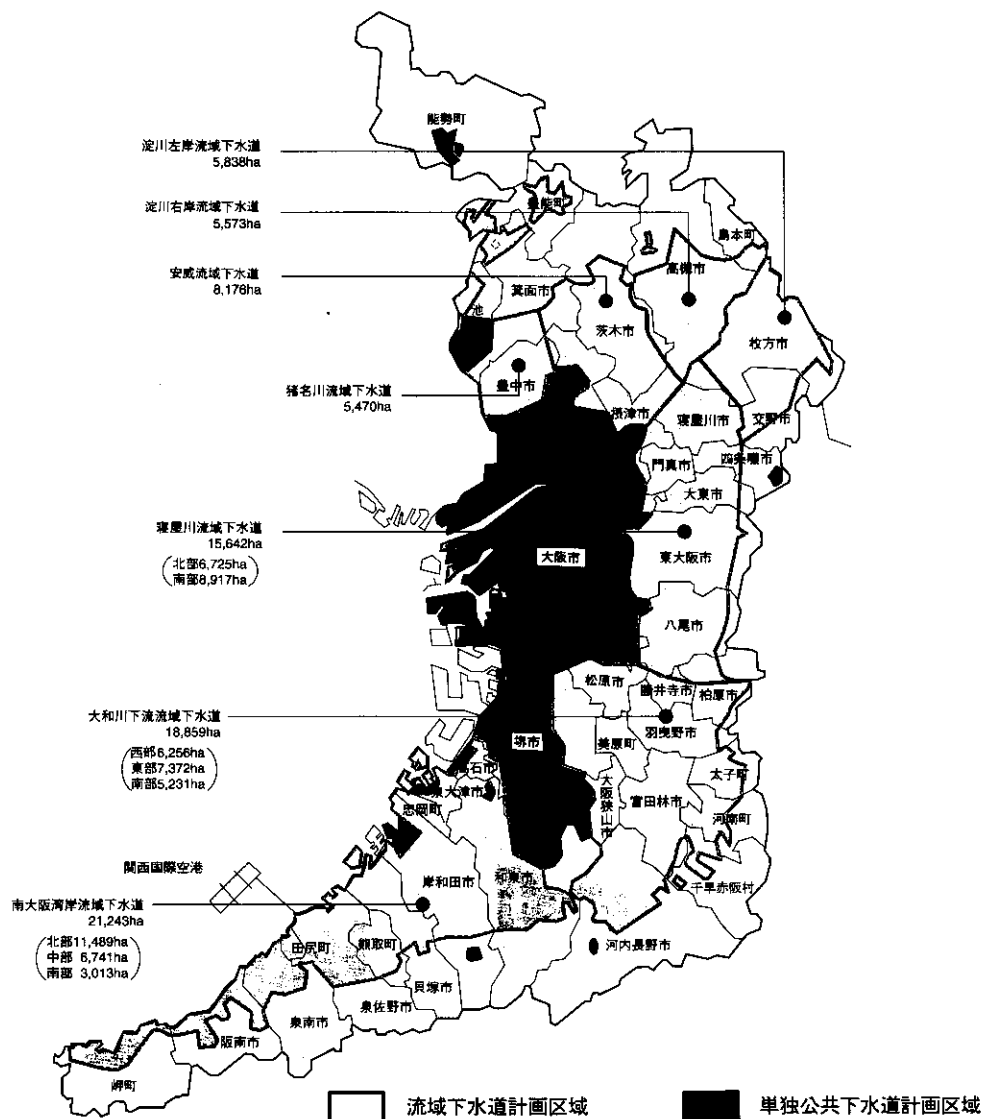 能勢町
淀川左岸流域下水道
5,838ha
豊能町
淀川右岸流域下水道
5,573ha
島本町
高槻市
安威流域下水道
8,176ha
箕面市
池
茨木市
枚方市
猪名川流域下水道
5,470ha
豊中市
摂津市
寝屋川市
交野市
門真市
四条畷市
大東市
寝屋川流域下水道
15,642ha
(北部6,725ha
南部8,917ha)
大阪市
東大阪市
八尾市
松原市
藤井寺市
柏原市
大和川下流流域下水道
18,859ha
(西部6,256ha
東部7,372ha
南部5,231ha)
堺市
美原町
羽曳野市
高石市
泉大津市
忠岡町
大阪狭山市
富田林市
太子町
河南町
関西国際空港
岸和田市
和泉市
千早赤阪村
南大阪湾岸流域下水道
21,243ha
(北部11,489ha
中部 6,741ha
南部 3,013ha)
田尻町
熊取町
河内長野市
貝塚市
泉佐野市
泉南市
阪南市
岬町
流域下水道計画区域
単独公共下水道計画区域